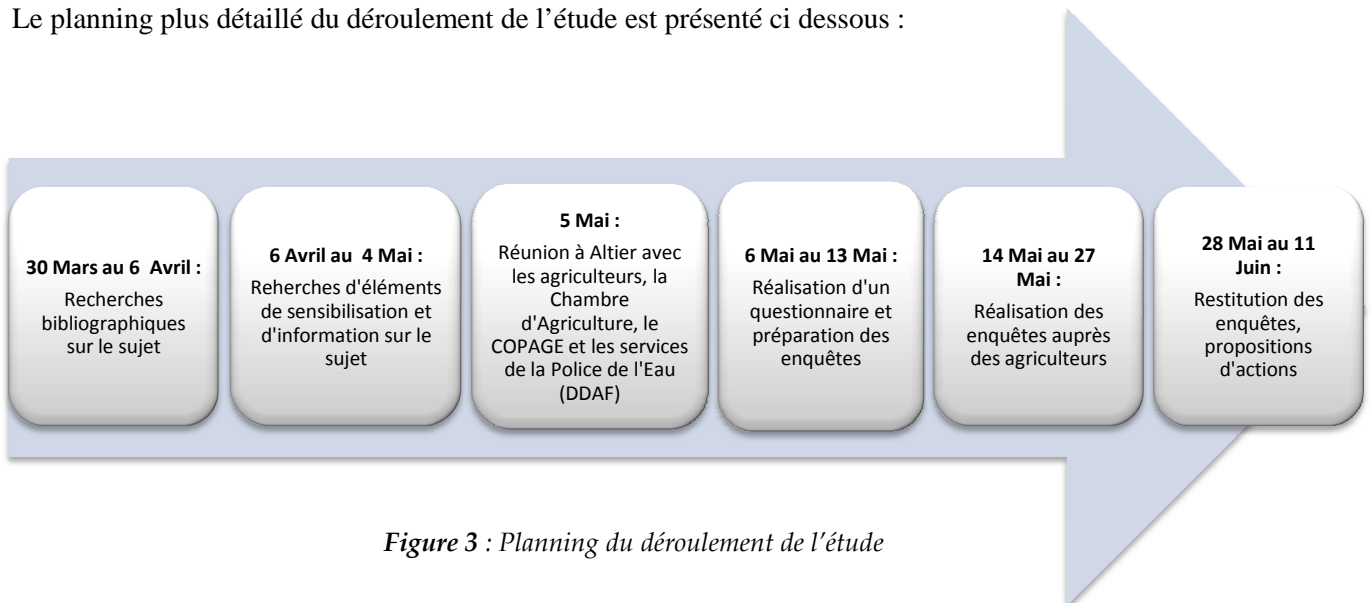 Le planning plus détaillé du déroulement de l’étude est présenté ci dessous :
30 Mars au 6 Avril :
Recherches
bibliographiques
sur le sujet
6 Avril au 4 Mai :
Reherches d'éléments
de sensibilisation et
d'information sur le
sujet
5 Mai :
Réunion à Altier avec
les agriculteurs, la
Chambre
d'Agriculture, le
COPAGE et les services
de la Police de l'Eau
(DDAF)
6 Mai au 13 Mai :
Réalisation d'un
questionnaire et
préparation des
enquêtes
14 Mai au 27
Mai :
Réalisation des
enquêtes auprès
des agriculteurs
28 Mai au 11
Juin :
Restitution des
enquêtes,
propositions
d'actions
Figure 3 : Planning du déroulement de l’étude